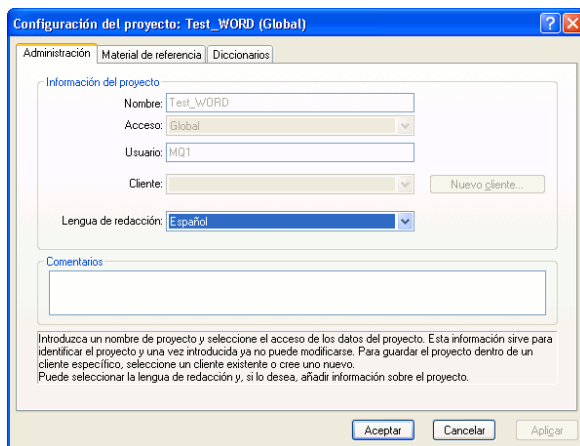 Configuración del proyecto: Test_WORD (Global)
Administración Material de referencia Diccionarios
Información del proyecto
Nombre: Test_WORD
Acceso: Global
Usuario: MQ1
Cliente: Nuevo cliente...
Lengua de redacción: Español
Comentarios
Introduzca un nombre de proyecto y seleccione el acceso de los datos del proyecto. Esta información sirve para
identificar el proyecto y una vez introducida ya no puede modificarse. Para guardar el proyecto dentro de un
cliente específico, seleccione un cliente existente o cree uno nuevo.
Puede seleccionar la lengua de redacción y, si lo desea, añadir información sobre el proyecto.
Aceptar Cancelar Aplicar